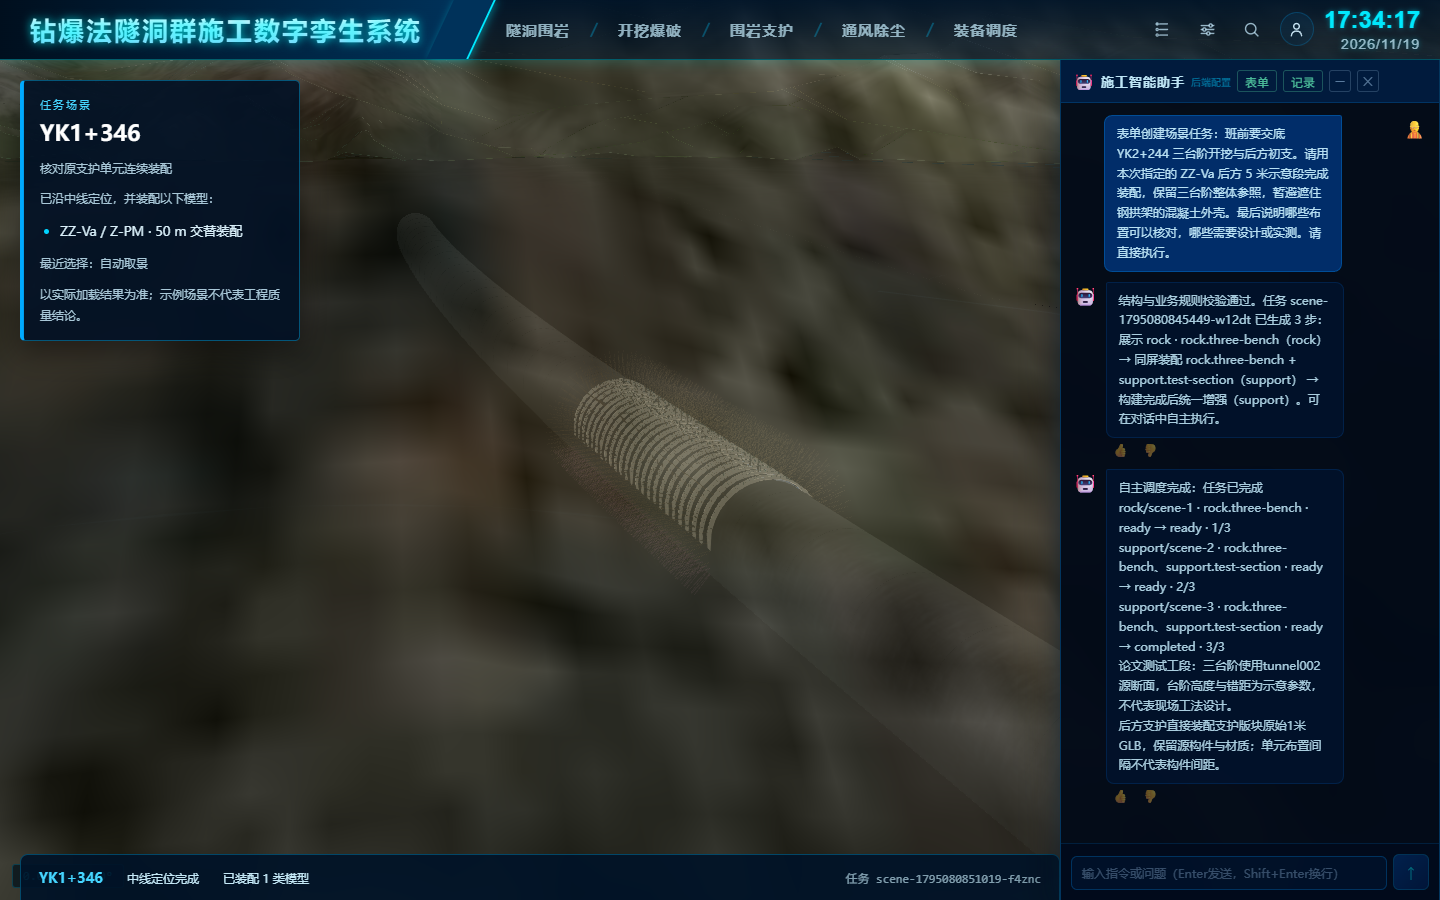 钻爆法隧洞群施工数字孪生系统
隧洞围岩 / 开挖爆破 / 围岩支护 / 通风除尘 / 装备调度
17:34:17
2026/11/19
任务场景
YK1+346
核对原支护单元连续装配
已沿中线定位，并装配以下模型：
• ZZ-Va / Z-PM · 50 m 交替装配
最近选择：自动取景
以实际加载结果为准；示例场景不代表工程质
量结论。
施工智能助手 后端配置 表单 记录
表单创建场景任务：班前要交底
YK2+244 三台阶开挖与后方初支。请用
本次指定的 ZZ-Va 后方 5 米示意段完成
装配，保留三台阶整体参照，暂避遮住
钢拱架的混凝土外壳。最后说明哪些布
置可以核对，哪些需要设计或实测。请
直接执行。
结构与业务规则校验通过。任务 scene-
1795080845449-w12dt 已生成 3 步：
展示 rock · rock.three-bench（rock）
→ 同屏装配 rock.three-bench +
support.test-section（support） →
构建完成后统一增强（support）。可
在对话中自主执行。
自主调度完成：任务已完成
rock/scene-1 · rock.three-bench ·
ready → ready · 1/3
support/scene-2 · rock.three-
bench、support.test-section · ready
→ ready · 2/3
support/scene-3 · rock.three-
bench、support.test-section · ready
→ completed · 3/3
论文测试工段：三台阶使用tunnel002
源断面，台阶高度与错距为示意参数，
不代表现场工法设计。
后方支护直接装配支护版块原始1米
GLB，保留源构件与材质；单元布置间
隔不代表构件间距。
输入指令或问题（Enter发送，Shift+Enter换行）
↑
YK1+346 中线定位完成 已装配 1 类模型 任务 scene-1795080851019-f4znc